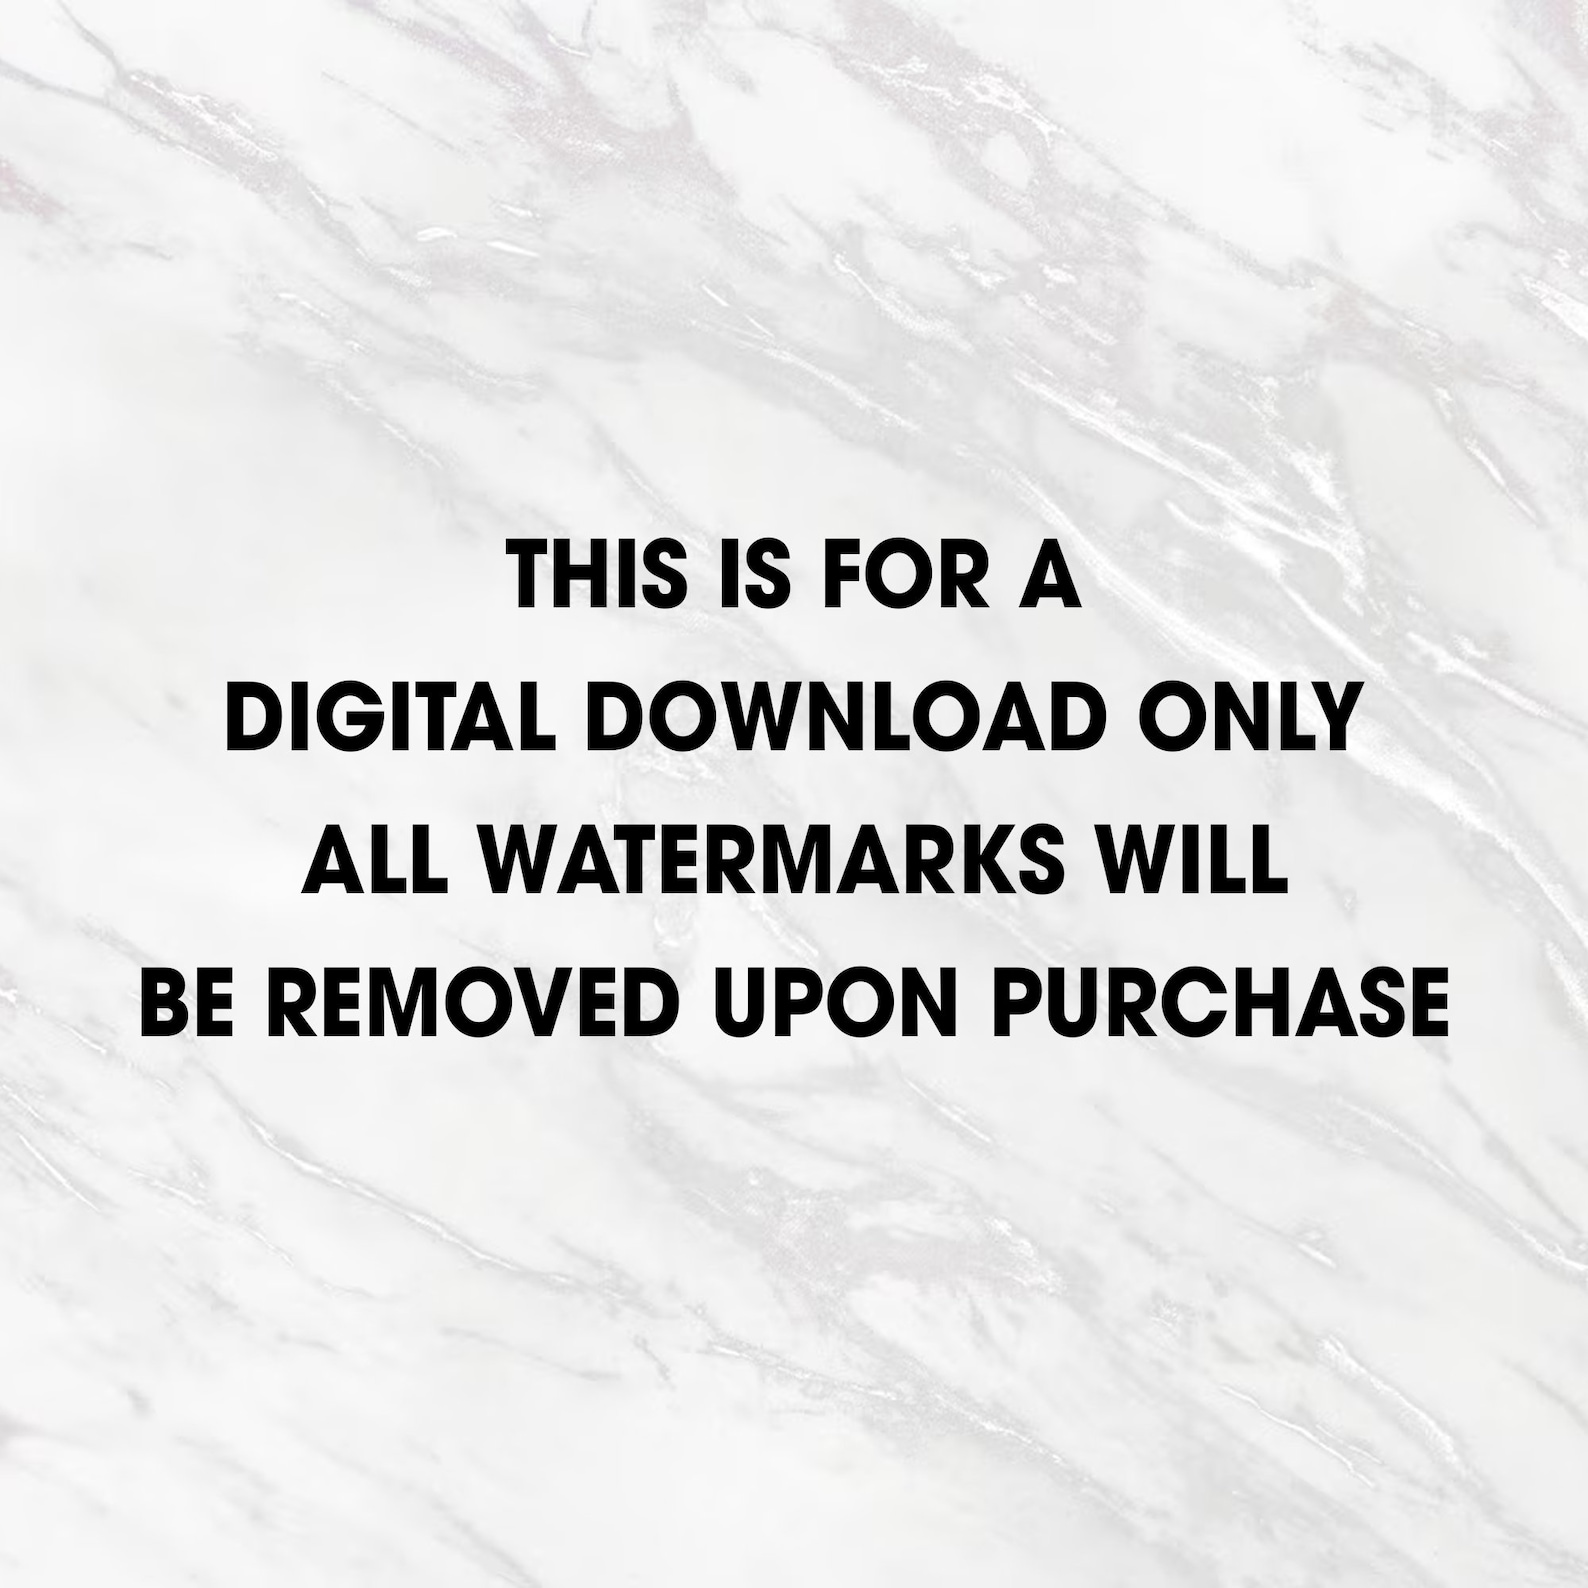 THIS IS FOR A
DIGITAL DOWNLOAD ONLY
ALL WATERMARKS WILL
BE REMOVED UPON PURCHASE